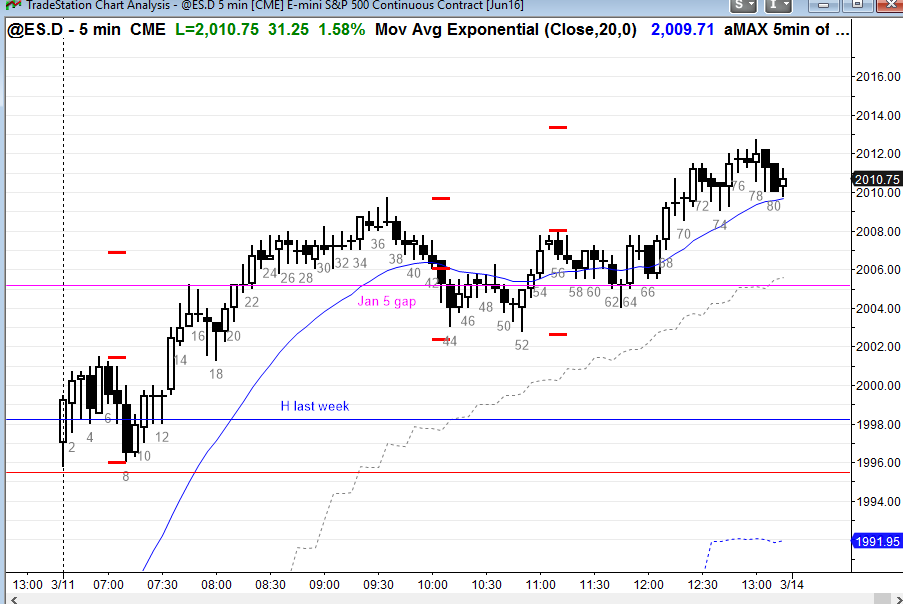 TradeStation Chart Analysis - @ES.D 5 min [CME] E-mini S&P 500 Continuous Contract [Jun16]
S I
@ES.D - 5 min CME L=2,010.75 31.25 1.58% Mov Avg Exponential (Close,20,0) 2,009.71 aMAX 5min of ...
2016.00
2014.00
2012.00
2010.75
2010.00
2008.00
2006.00
2004.00
2002.00
2000.00
1998.00
1996.00
1994.00
1991.95
2 4 6 8 10 12 14 16 18 20 22 24 26 28 30 32 34 36 38 40 42 44 46 48 50 52 54 56 58 60 62 64 66 68 70 72 74 76 78 80
Jan 5 gap
H last week
13:00 3/11 07:00 07:30 08:00 08:30 09:00 09:30 10:00 10:30 11:00 11:30 12:00 12:30 13:00 3/14